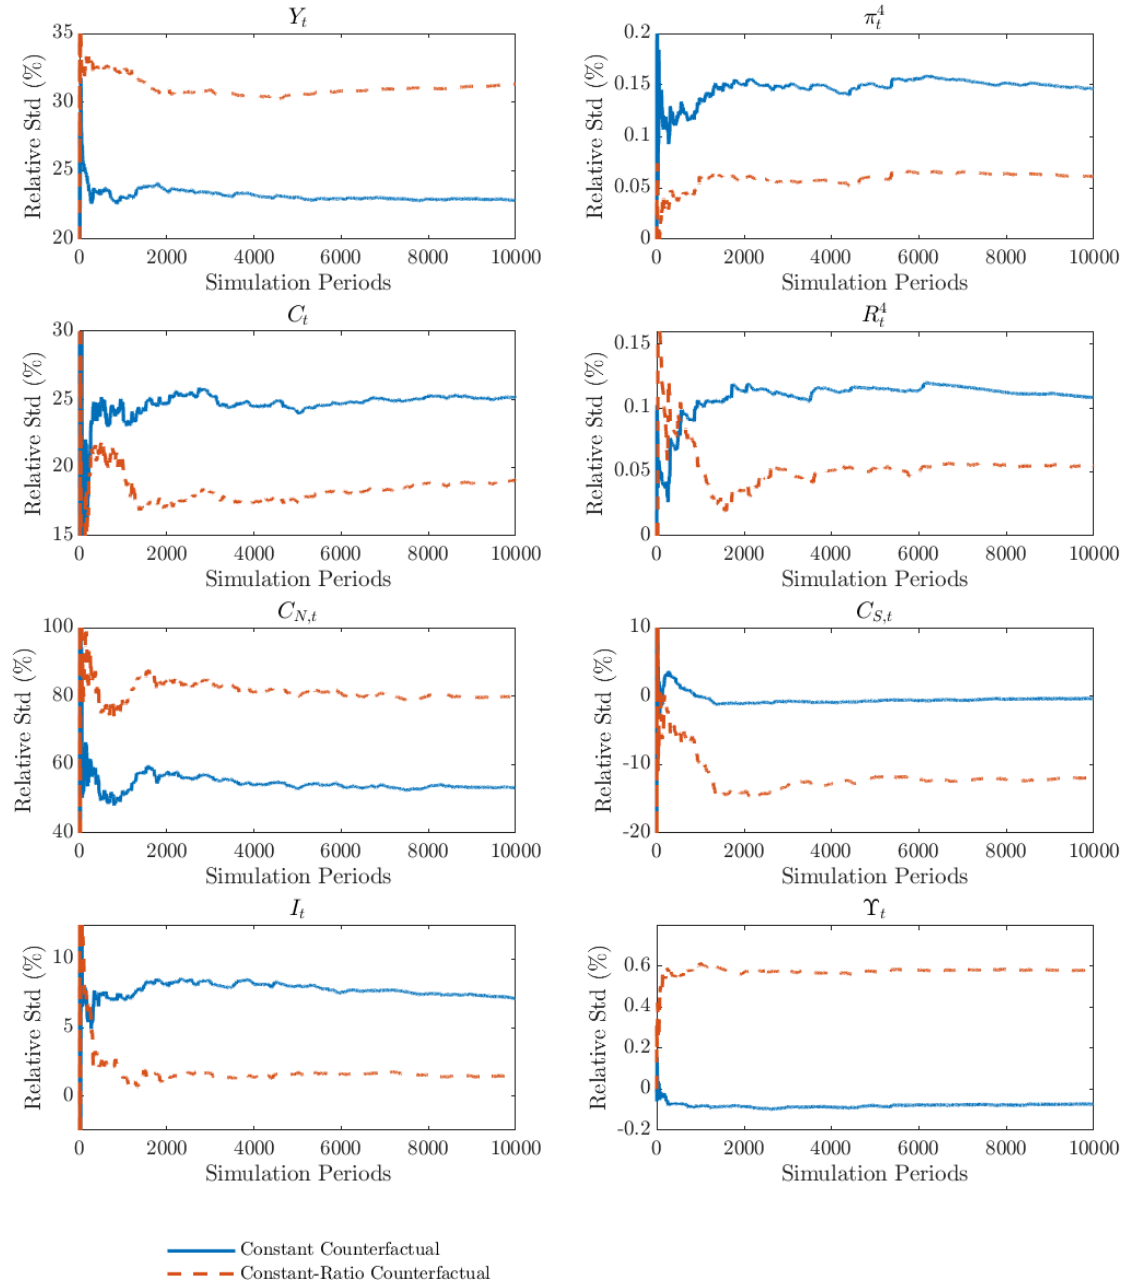 Y_t
Relative Std (%)
35
30
25
20
0 2000 4000 6000 8000 10000
Simulation Periods
π_t^4
Relative Std (%)
0.2
0.15
0.1
0.05
0
0 2000 4000 6000 8000 10000
Simulation Periods
C_t
Relative Std (%)
30
25
20
15
0 2000 4000 6000 8000 10000
Simulation Periods
R_t^4
Relative Std (%)
0.15
0.1
0.05
0
0 2000 4000 6000 8000 10000
Simulation Periods
C_{N,t}
Relative Std (%)
100
80
60
40
0 2000 4000 6000 8000 10000
Simulation Periods
C_{S,t}
Relative Std (%)
10
0
-10
-20
0 2000 4000 6000 8000 10000
Simulation Periods
I_t
Relative Std (%)
10
5
0
0 2000 4000 6000 8000 10000
Simulation Periods
Υ_t
Relative Std (%)
0.6
0.4
0.2
0
-0.2
0 2000 4000 6000 8000 10000
Simulation Periods
Constant Counterfactual
Constant-Ratio Counterfactual